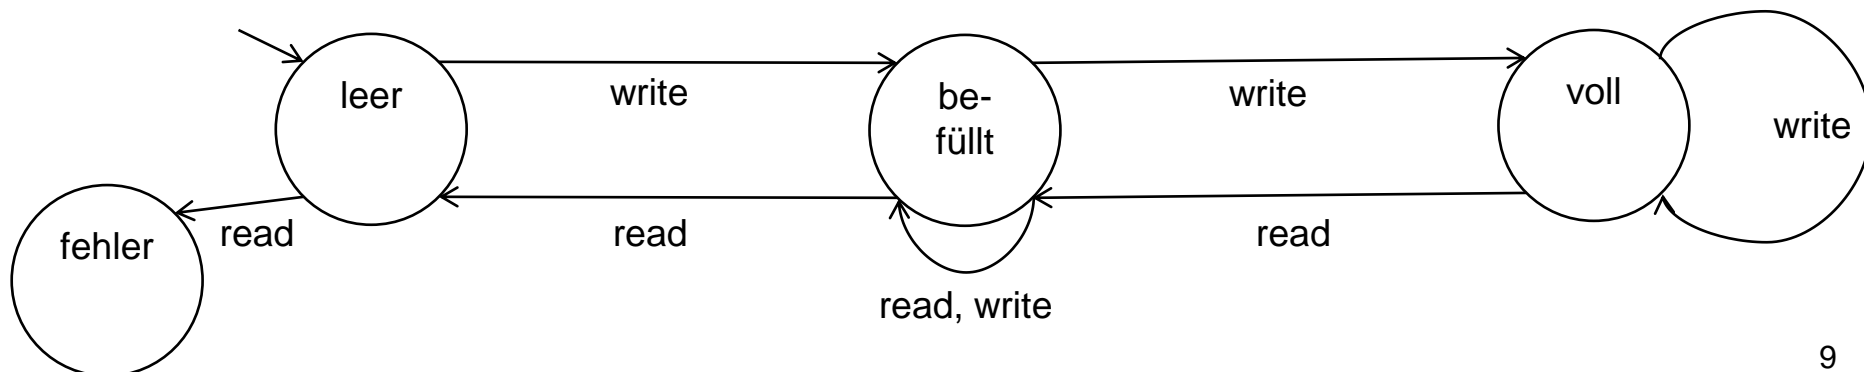 leer
write
be-
füllt
write
voll
write
fehler
read
read
read
read, write
9